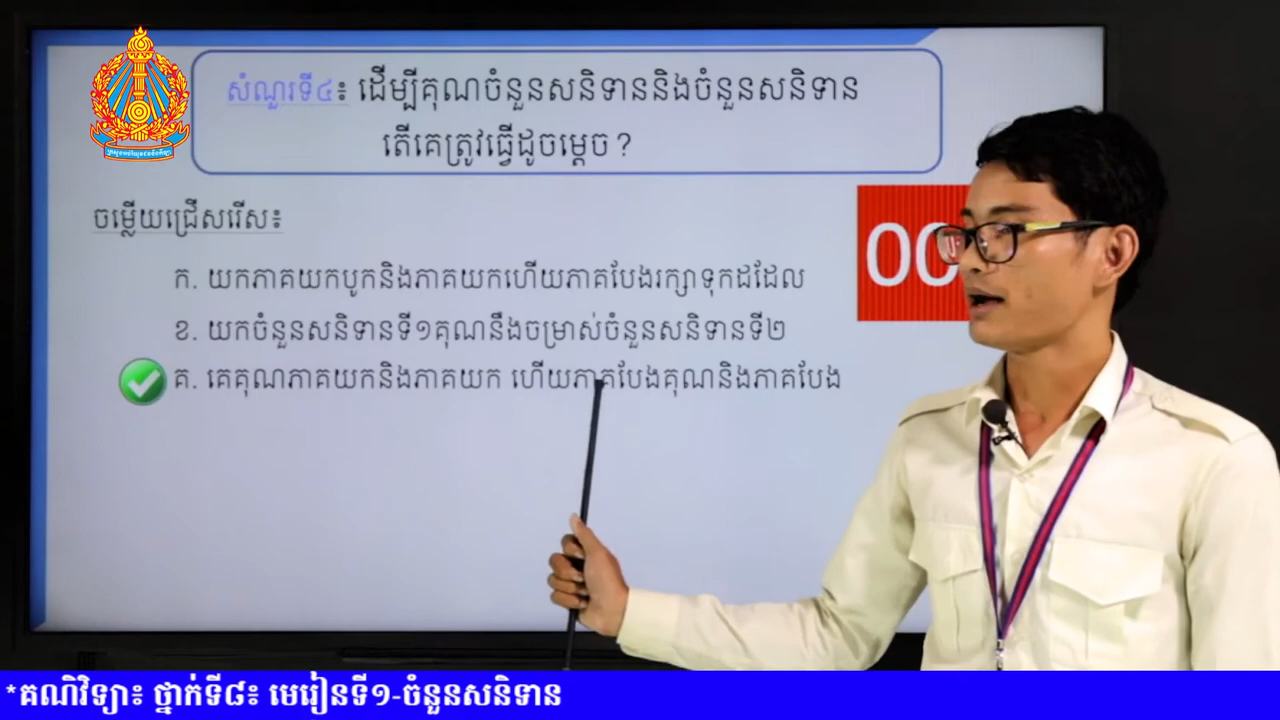 សំណួរទី៤៖ ដើម្បីគុណចំនួនសនិទាននិងចំនួនសនិទាន
តើគេត្រូវធ្វើដូចម្តេច?
ចម្លើយជ្រើសរើស៖
ក. យកភាគយកបូកនិងភាគយកហើយភាគបែងរក្សាទុកដដែល
ខ. យកចំនួនសនិទានទី១គុណនឹងចម្រាស់ចំនួនសនិទានទី២
គ. គេគុណភាគយកនិងភាគយក ហើយភាគបែងគុណនិងភាគបែង
*គណិវិទ្យា៖ ថ្នាក់ទី៨៖ មេរៀនទី១-ចំនួនសនិទាន